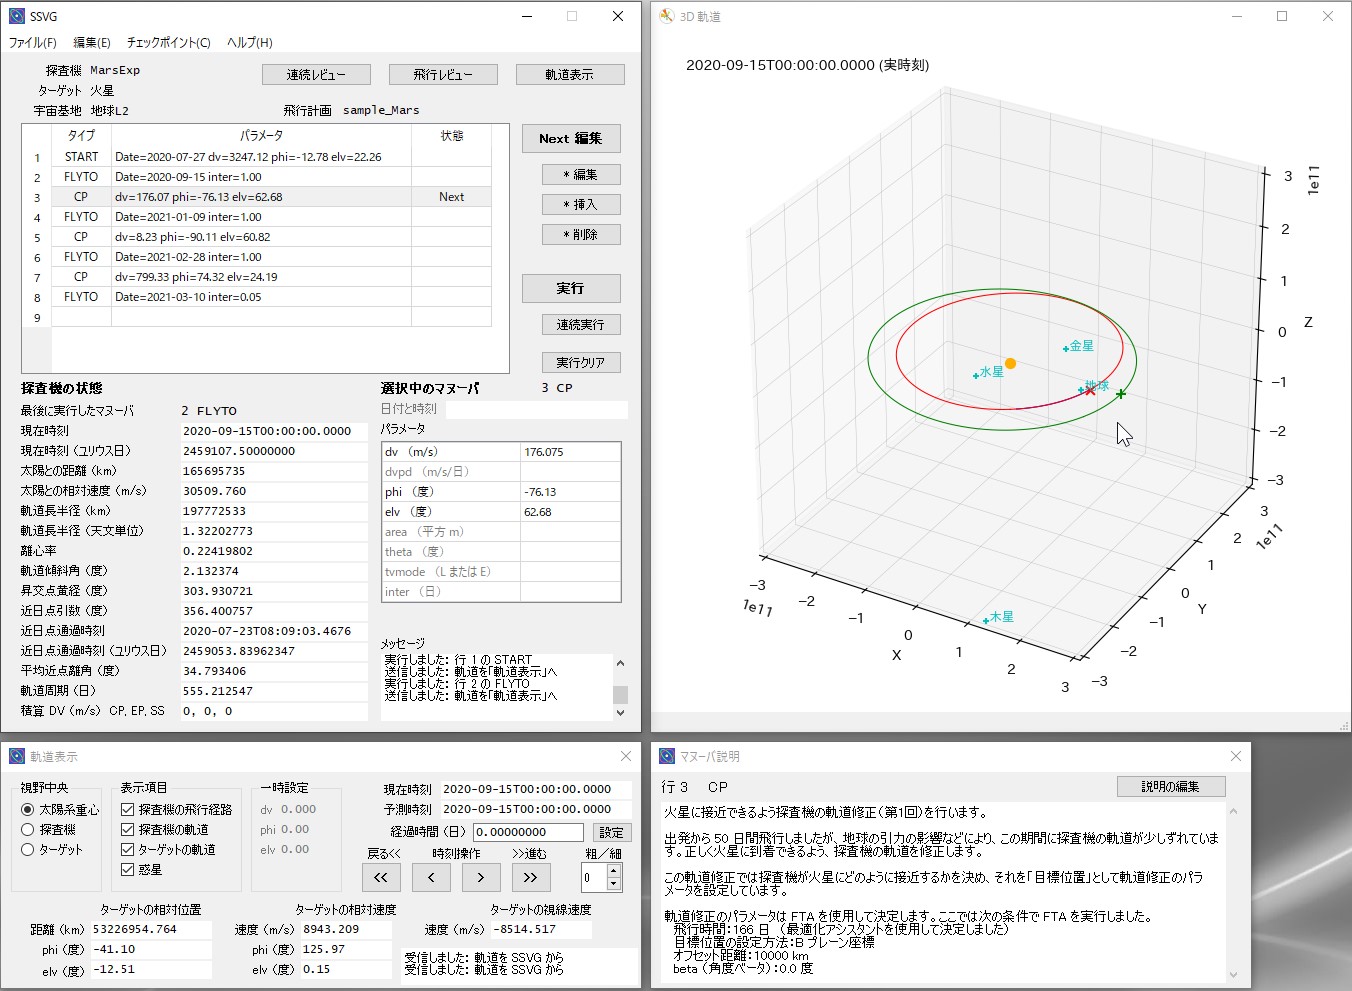 SSVG
ファイル(F) 編集(E) チェックポイント(C) ヘルプ(H)
探査機 MarsExp
ターゲット 火星
宇宙基地 地球L2
連続レビュー 飛行レビュー 軌道表示
飛行計画 sample_Mars
タイプ パラメータ 状態
1 START Date=2020-07-27 dv=3247.12 phi=-12.78 elv=22.26
2 FLYTO Date=2020-09-15 inter=1.00
3 CP dv=176.07 phi=-76.13 elv=62.68 Next
4 FLYTO Date=2021-01-09 inter=1.00
5 CP dv=8.23 phi=-90.11 elv=60.82
6 FLYTO Date=2021-02-28 inter=1.00
7 CP dv=799.33 phi=74.32 elv=24.19
8 FLYTO Date=2021-03-10 inter=0.05
9
Next 編集
* 編集
* 挿入
* 削除
実行
連続実行
実行クリア
探査機の状態
最後に実行したマヌーバ 2 FLYTO
現在時刻 2020-09-15T00:00:00.0000
現在時刻（ユリウス日） 2459107.50000000
太陽との距離（km） 165695735
太陽との相対速度（m/s） 30509.760
軌道長半径（km） 197772533
軌道長半径（天文単位） 1.32202773
離心率 0.22419802
軌道傾斜角（度） 2.132374
昇交点黄経（度） 303.930721
近日点引数（度） 356.400757
近日点通過時刻 2020-07-23T08:09:03.4676
近日点通過時刻（ユリウス日） 2459053.83962347
平均近点離角（度） 34.793406
軌道周期（日） 555.212547
積算 DV（m/s） CP, EP, SS 0, 0, 0
選択中のマヌーバ 3 CP
日付と時刻
パラメータ
dv （m/s） 176.075
dvpd （m/s/日）
phi （度） -76.13
elv （度） 62.68
area （平方 m）
theta （度）
tvmode （L または E）
inter （日）
メッセージ
実行しました: 行 1 の START
送信しました: 軌道を「軌道表示」へ
実行しました: 行 2 の FLYTO
送信しました: 軌道を「軌道表示」へ
3D 軌道
2020-09-15T00:00:00.0000 (実時刻)
金星
水星
地球
木星
3
2
1
0
−1
−2
−3
1e11
Z
−3
−2
−1
0
1
2
3
1e11
X
3
2
1
0
−1
−2
−3
1e11
Y
軌道表示
視野中央
太陽系重心
探査機
ターゲット
表示項目
探査機の飛行経路
探査機の軌道
ターゲットの軌道
惑星
一時設定
dv 0.000
phi 0.00
elv 0.00
現在時刻 2020-09-15T00:00:00.0000
予測時刻 2020-09-15T00:00:00.0000
経過時間（日） 0.00000000 設定
戻る<< 時刻操作 >>進む 粗／細
<< < > >> 0
ターゲットの相対位置
距離（km） 53226954.764
phi（度） -41.10
elv（度） -12.51
ターゲットの相対速度
速度（m/s） 8943.209
phi（度） 125.97
elv（度） 0.15
ターゲットの視線速度
速度（m/s） -8514.517
受信しました: 軌道を SSVG から
受信しました: 軌道を SSVG から
マヌーバ説明
行 3 CP 説明の編集
火星に接近できるよう探査機の軌道修正（第1回）を行います。
出発から 50 日間飛行しましたが、地球の引力の影響などにより、この期間に探査機の軌道が少しずれていま
す。正しく火星に到着できるよう、探査機の軌道を修正します。
この軌道修正では探査機が火星にどのように接近するかを決め、それを「目標位置」として軌道修正のパラ
メータを設定しています。
軌道修正のパラメータは FTA を使用して決定します。ここでは次の条件で FTA を実行しました。
飛行時間：166 日 （最適化アシスタントを使用して決定しました）
目標位置の設定方法：B プレーン座標
オフセット距離：10000 km
beta （角度ベータ）：0.0 度